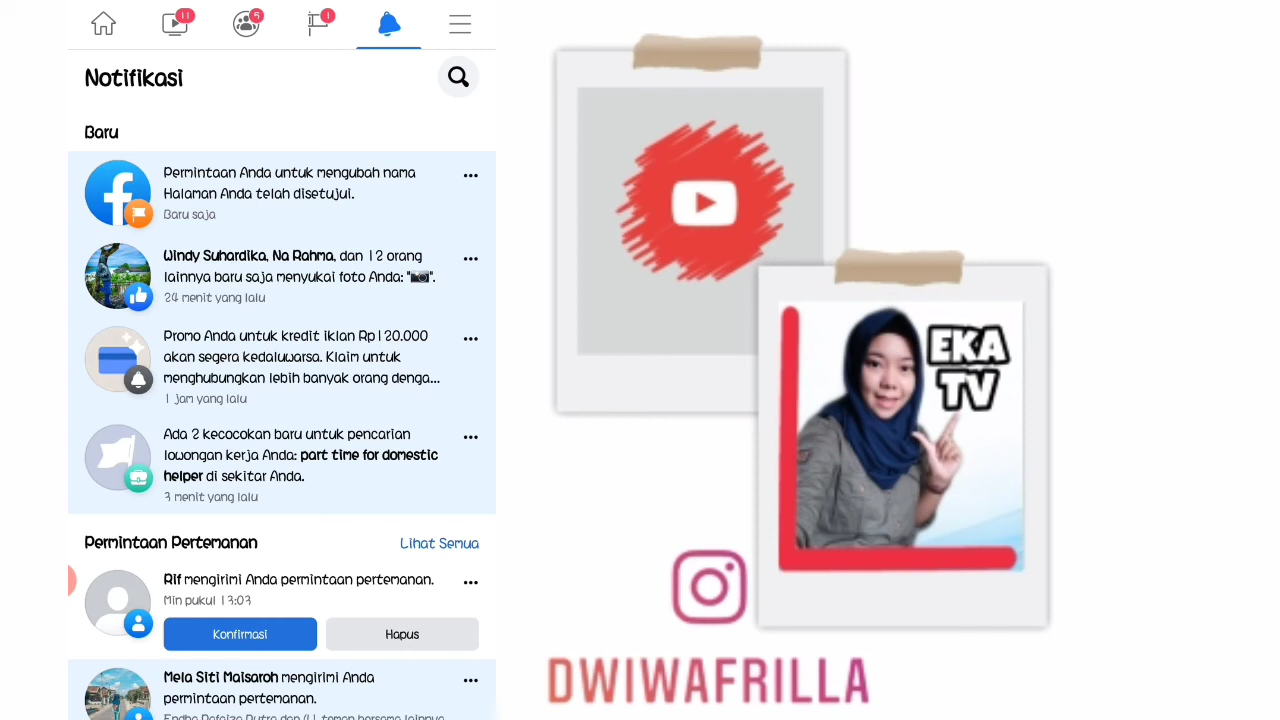 11
5
1
Notifikasi
Baru
Permintaan Anda untuk mengubah nama
Halaman Anda telah disetujui.
Baru saja
Windy Suhardika, Na Rahma, dan 12 orang
lainnya baru saja menyukai foto Anda: "📷".
24 menit yang lalu
Promo Anda untuk kredit iklan Rp120.000
akan segera kedaluwarsa. Klaim untuk
menghubungkan lebih banyak orang denga...
1 jam yang lalu
Ada 2 kecocokan baru untuk pencarian
lowongan kerja Anda: part time for domestic
helper di sekitar Anda.
3 menit yang lalu
Permintaan Pertemanan
Lihat Semua
Rif mengirimi Anda permintaan pertemanan.
Min pukul 13:03
Konfirmasi
Hapus
Mela Siti Maisaroh mengirimi Anda
permintaan pertemanan.
EKA
TV
DWIWAFRILLA